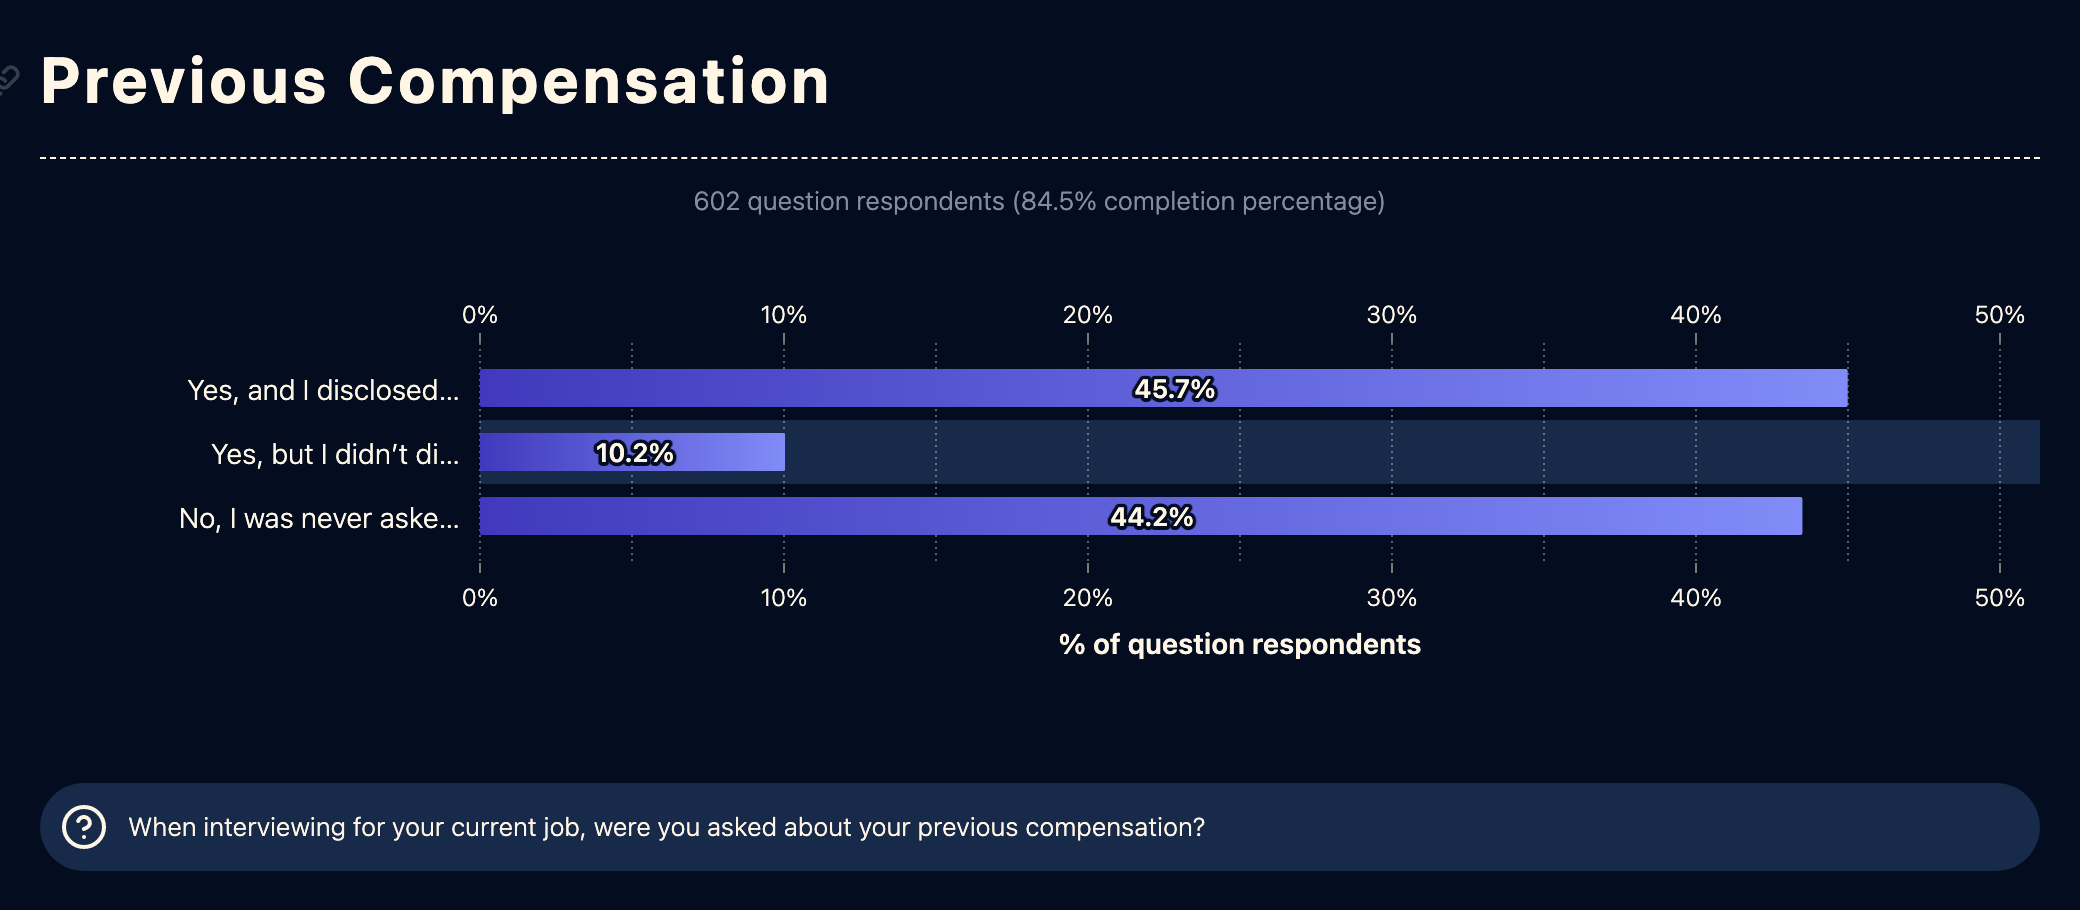 Previous Compensation
602 question respondents (84.5% completion percentage)
0% 10% 20% 30% 40% 50%
Yes, and I disclosed... 45.7%
Yes, but I didn’t di... 10.2%
No, I was never aske... 44.2%
0% 10% 20% 30% 40% 50%
% of question respondents
When interviewing for your current job, were you asked about your previous compensation?